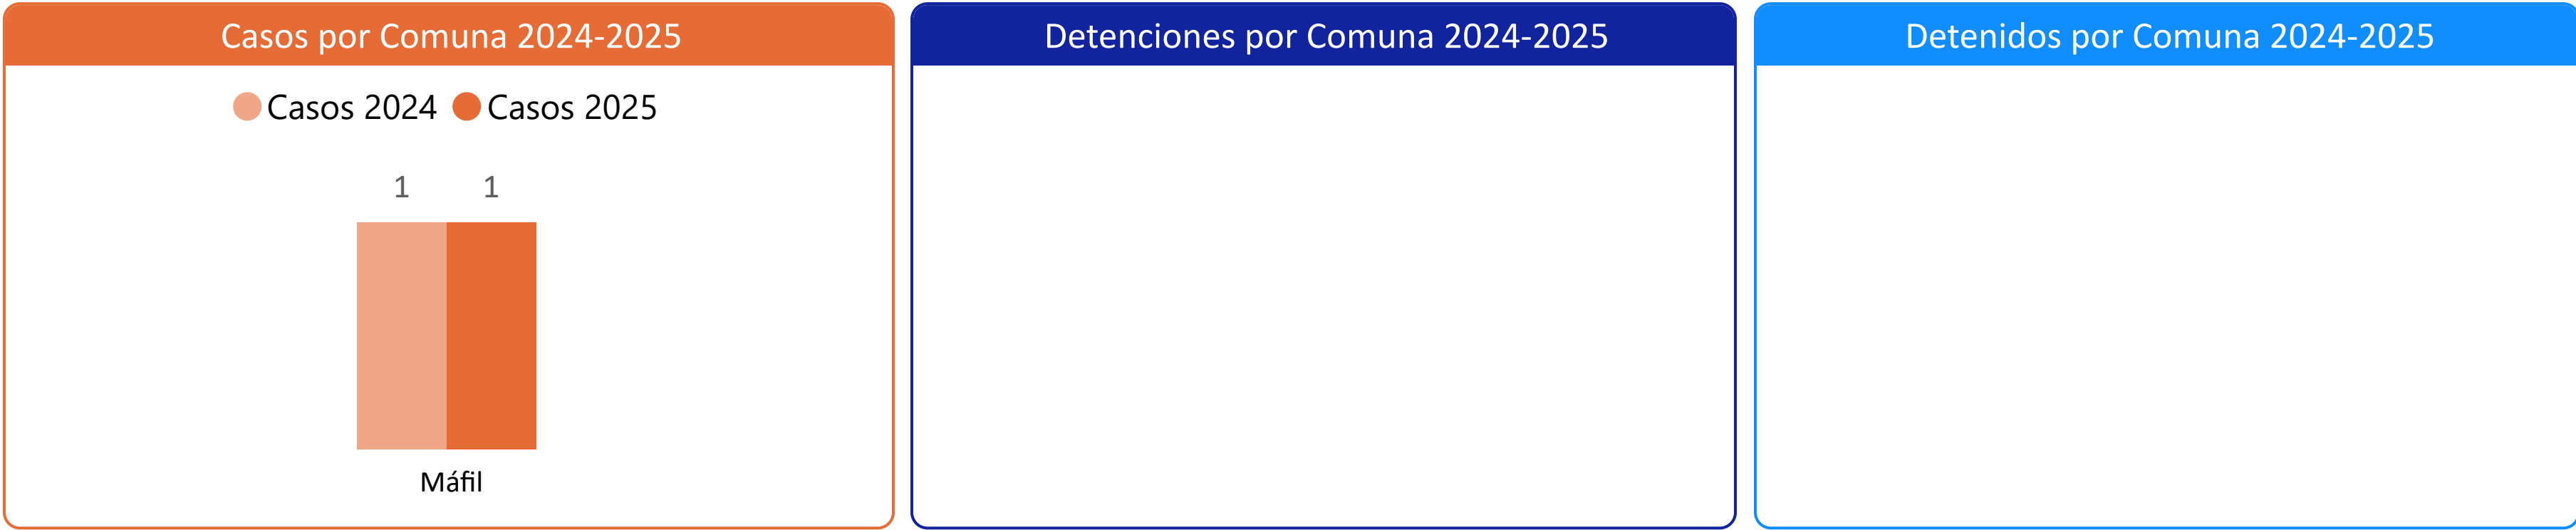 Casos por Comuna 2024-2025
Casos 2024 Casos 2025
1 1
Máfil
Detenciones por Comuna 2024-2025
Detenidos por Comuna 2024-2025